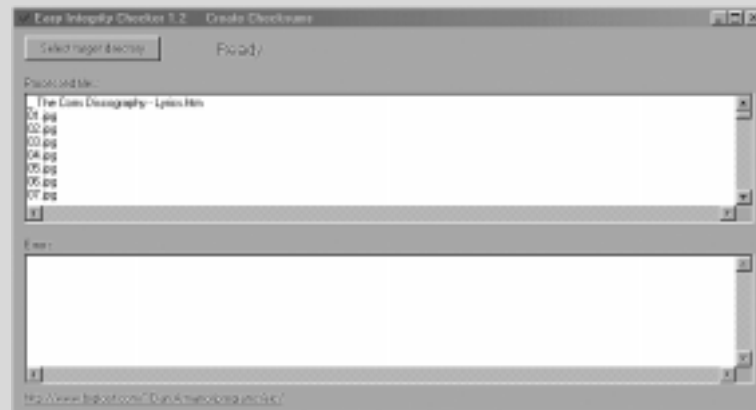 Easy Integrity Checker 1.2 Create Checksums
Select target directory Ready
Processed file:
_ The Corrs Discography - Lyrics.htm
01.jpg
02.jpg
03.jpg
04.jpg
05.jpg
06.jpg
07.jpg
Error: